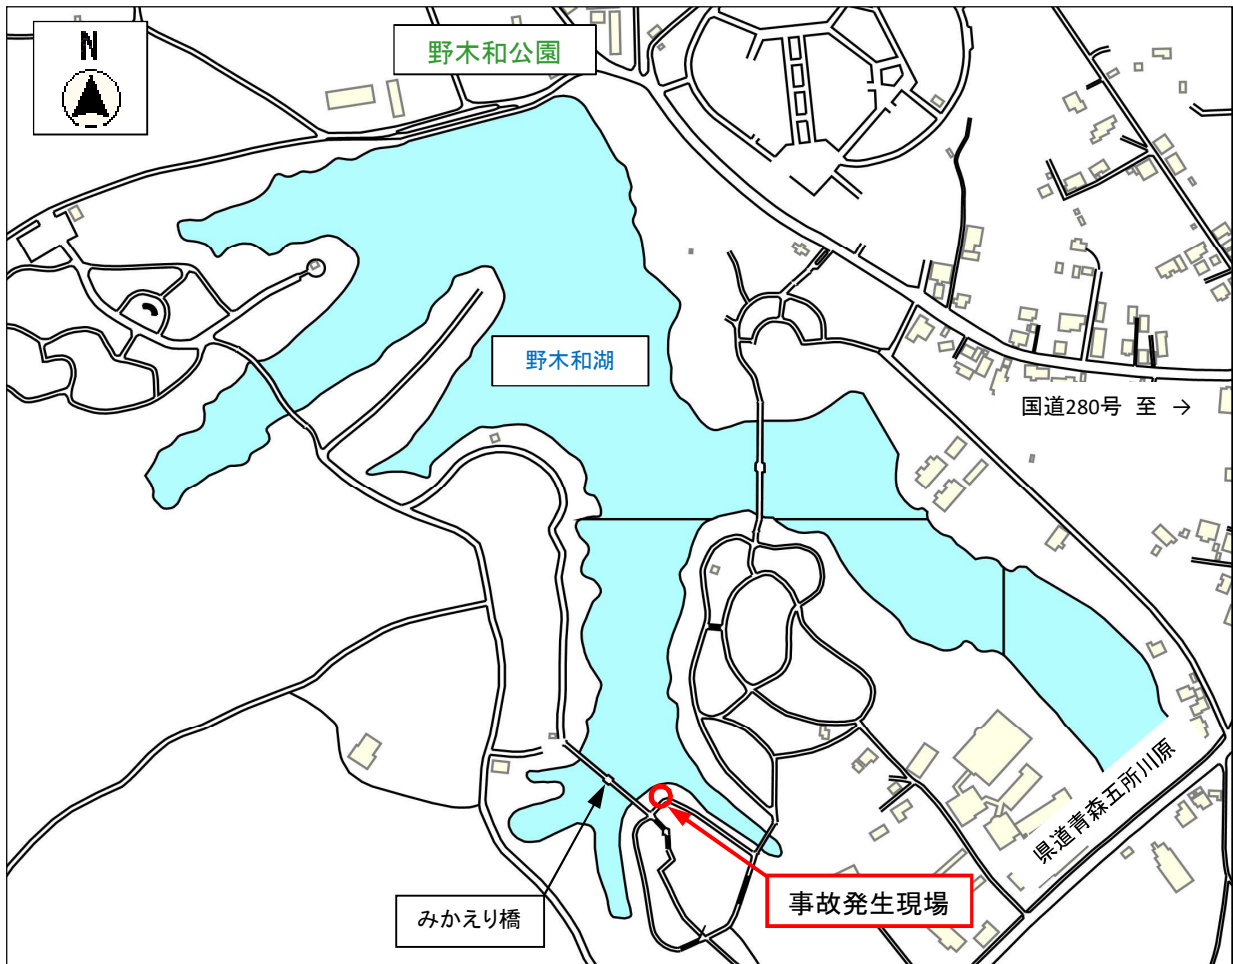 N
野木和公園
野木和湖
国道280号 至 →
県道青森五所川原
事故発生現場
みかえり橋